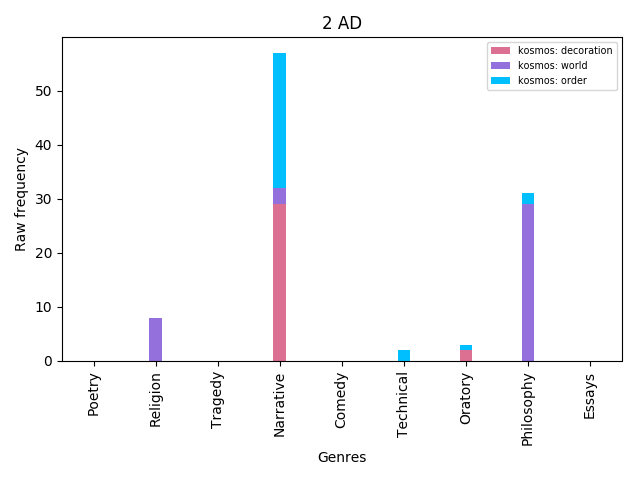 2 AD
kosmos: decoration
kosmos: world
kosmos: order
Raw frequency
50
40
30
20
10
0
Poetry
Religion
Tragedy
Narrative
Comedy
Technical
Oratory
Philosophy
Essays
Genres